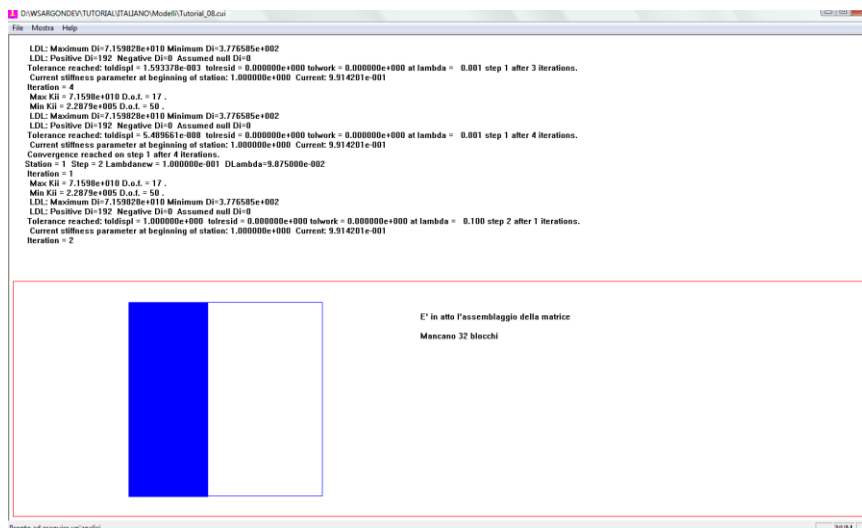 D:\WSARGONDEV\TUTORIAL\ITALIANO\Modelli\Tutorial_08.cui
File Mostra Help
LDL: Maximum Di=7.159828e+010 Minimum Di=3.776585e+002
LDL: Positive Di=192 Negative Di=0 Assumed null Di=0
Tolerance reached: toldispl = 1.593378e-003 tolresid = 0.000000e+000 tolwork = 0.000000e+000 at lambda = 0.001 step 1 after 3 iterations.
Current stiffness parameter at beginning of station: 1.000000e+000 Current: 9.914201e-001
Iteration = 4
Max Kii = 7.1598e+010 D.o.f. = 17 .
Min Kii = 2.2879e+005 D.o.f. = 50 .
LDL: Maximum Di=7.159828e+010 Minimum Di=3.776585e+002
LDL: Positive Di=192 Negative Di=0 Assumed null Di=0
Tolerance reached: toldispl = 5.489661e-008 tolresid = 0.000000e+000 tolwork = 0.000000e+000 at lambda = 0.001 step 1 after 4 iterations.
Current stiffness parameter at beginning of station: 1.000000e+000 Current: 9.914201e-001
Convergence reached on step 1 after 4 iterations.
Station = 1 Step = 2 Lambdanew = 1.000000e-001 DLambda=9.875000e-002
Iteration = 1
Max Kii = 7.1598e+010 D.o.f. = 17 .
Min Kii = 2.2879e+005 D.o.f. = 50 .
LDL: Maximum Di=7.159828e+010 Minimum Di=3.776585e+002
LDL: Positive Di=192 Negative Di=0 Assumed null Di=0
Tolerance reached: toldispl = 1.000000e+000 tolresid = 0.000000e+000 tolwork = 0.000000e+000 at lambda = 0.100 step 2 after 1 iterations.
Current stiffness parameter at beginning of station: 1.000000e+000 Current: 9.914201e-001
Iteration = 2
E' in atto l'assemblaggio della matrice
Mancano 32 blocchi
Pronto ad eseguire un'analisi
NUM